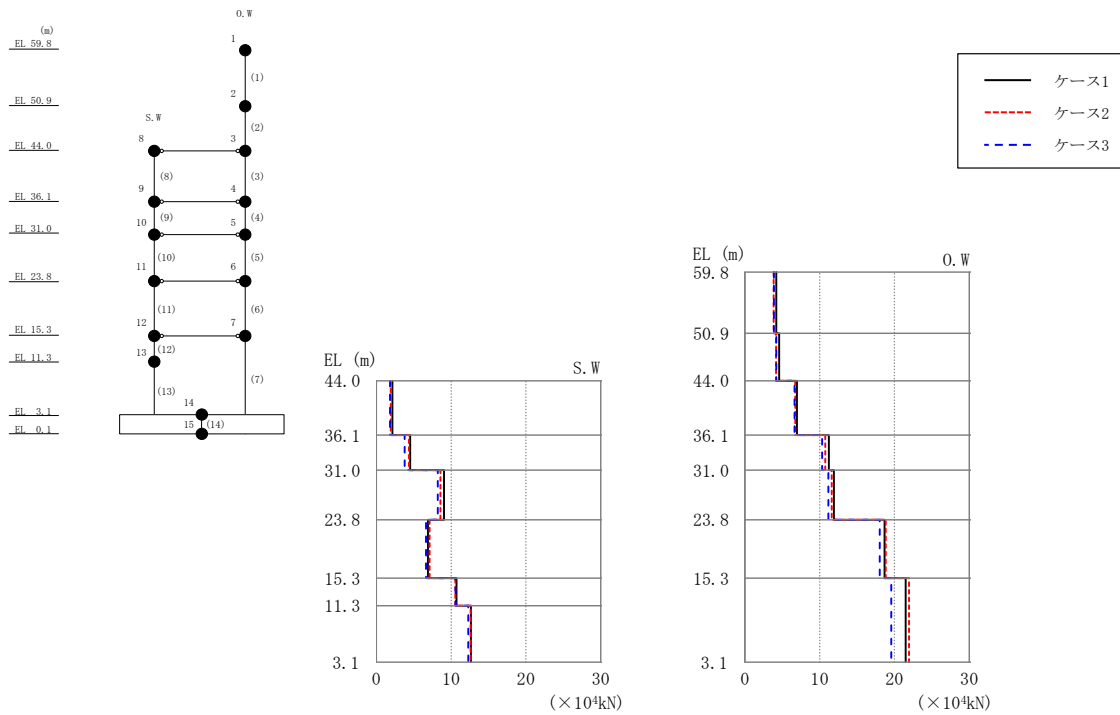 (m)
EL 59.8
EL 50.9
EL 44.0
EL 36.1
EL 31.0
EL 23.8
EL 15.3
EL 11.3
EL 3.1
EL 0.1
O.W
1
(1)
2
(2)
S.W
8
3
(8)
(3)
9
4
(9)
(4)
10
5
(10)
(5)
11
6
(11)
(6)
12
7
13
(12)
(13)
(7)
14
15
(14)
ケース1
ケース2
ケース3
EL (m)
S.W
44.0
36.1
31.0
23.8
15.3
11.3
3.1
0
10
20
30
(×10⁴kN)
EL (m)
O.W
59.8
50.9
44.0
36.1
31.0
23.8
15.3
3.1
0
10
20
30
(×10⁴kN)